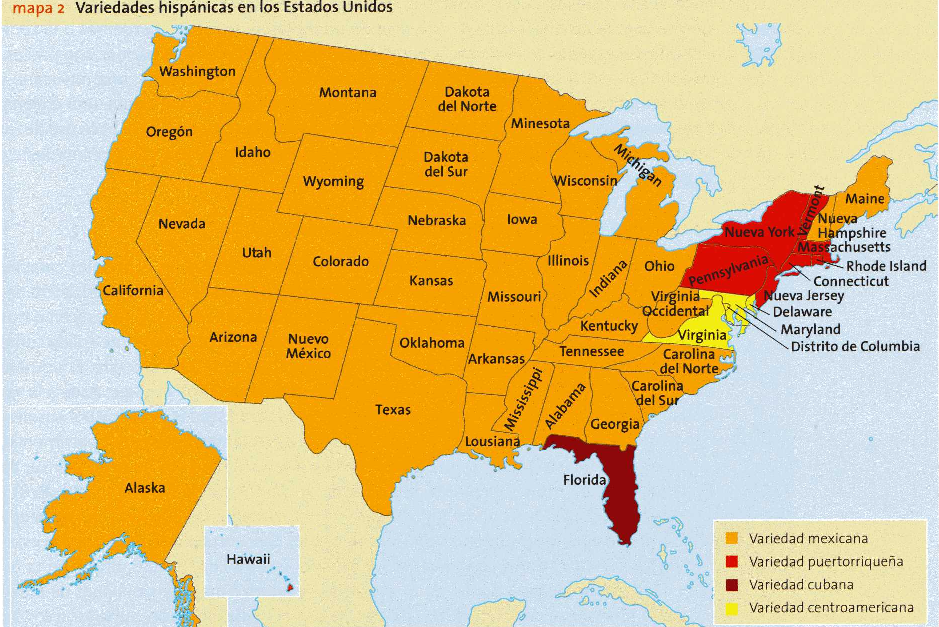 mapa 2 Variedades hispánicas en los Estados Unidos
Washington
Montana
Dakota
del Norte
Minesota
Oregón
Idaho
Wyoming
Dakota
del Sur
Wisconsin
Michigan
Nevada
Utah
Colorado
Nebraska
Iowa
Illinois
Indiana
Ohio
Pennsylvania
Nueva York
Vermont
Maine
Nueva
Hampshire
Massachusetts
Rhode Island
Connecticut
Nueva Jersey
Delaware
Maryland
Distrito de Columbia
California
Kansas
Missouri
Virginia
Occidental
Virginia
Kentucky
Arizona
Nuevo
México
Oklahoma
Arkansas
Tennessee
Carolina
del Norte
Carolina
del Sur
Texas
Lousiana
Mississippi
Alabama
Georgia
Florida
Alaska
Hawaii
Variedad mexicana
Variedad puertorriqueña
Variedad cubana
Variedad centroamericana